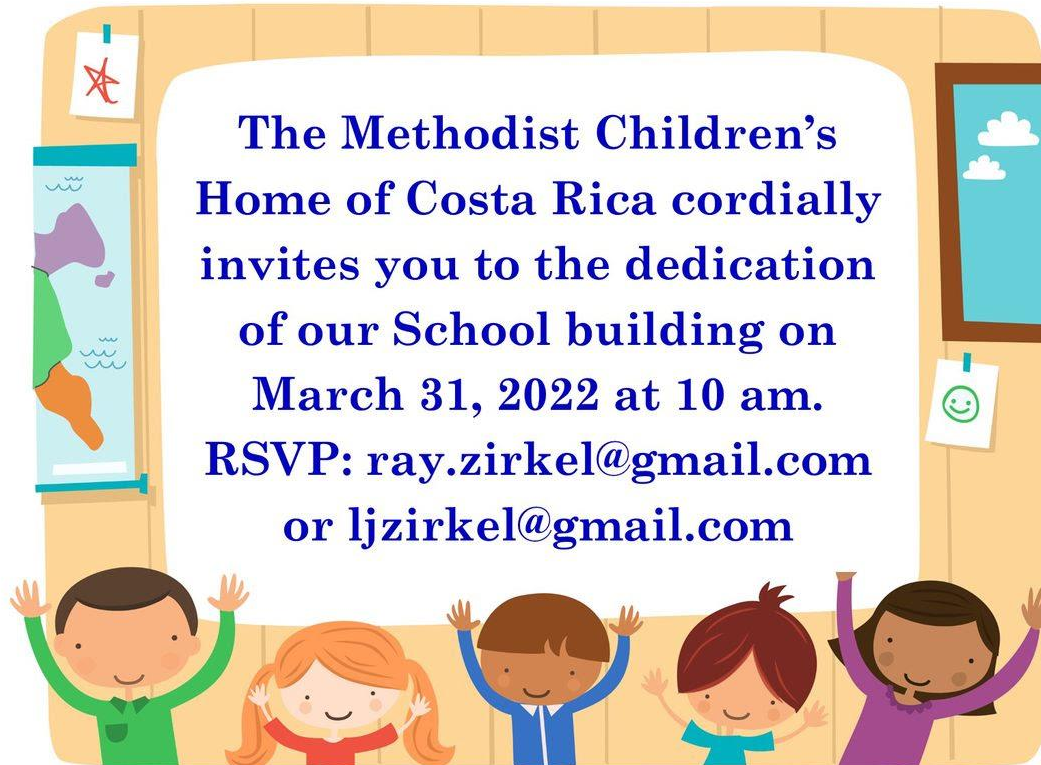 The Methodist Children’s
Home of Costa Rica cordially
invites you to the dedication
of our School building on
March 31, 2022 at 10 am.
RSVP: ray.zirkel@gmail.com
or ljzirkel@gmail.com